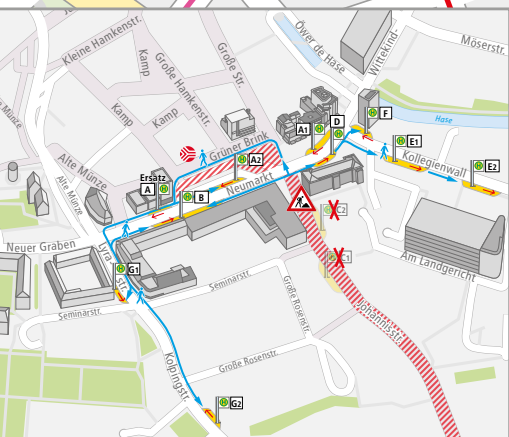 Kleine Hamkenstr.
Kamp
Große Hamkenstr.
Große Str.
Öwer de Hase
Wittekind-
Möserstr.
Kamp
Kamp
Alte Münze
Alte Münze
Grüner Brink
Hase
A1
D
F
E1
Kollegienwall
E2
Ersatz
A
A2
B
Neumarkt
C2
C1
Neuer Graben
Lyra
str.
G1
Am Landgericht
Seminarstr.
Seminarstr.
Große Rosenstr.
Johannisstr.
Kolpingstr.
Große Rosenstr.
G2